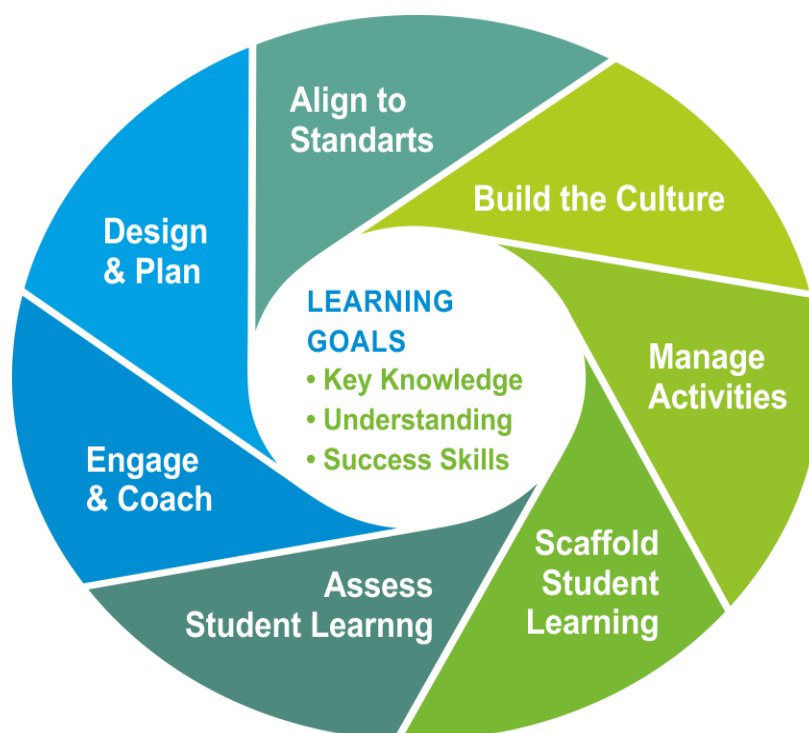 Align to
Standarts
Build the Culture
Design
& Plan
LEARNING
GOALS
• Key Knowledge
• Understanding
• Success Skills
Manage
Activities
Engage
& Coach
Scaffold
Student
Learning
Assess
Student Learnng